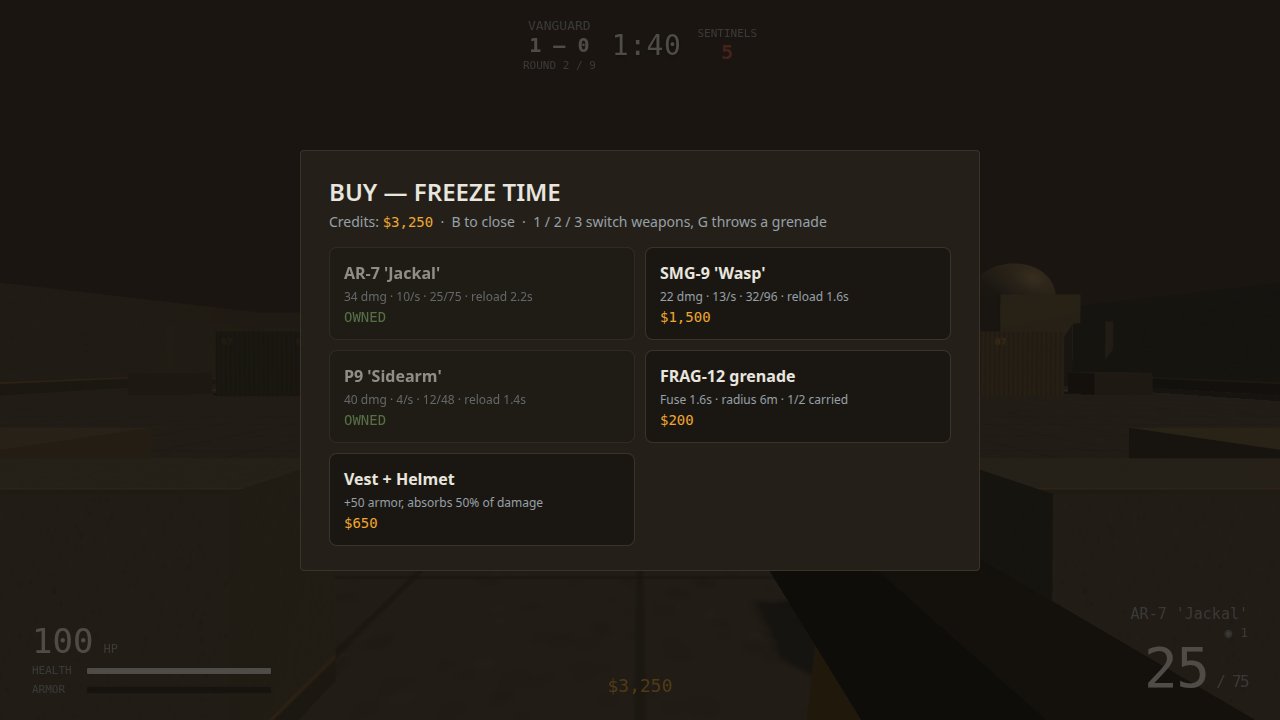 VANGUARD
1 — 0
ROUND 2 / 9
1:40
SENTINELS
5
BUY — FREEZE TIME
Credits: $3,250 · B to close · 1 / 2 / 3 switch weapons, G throws a grenade
AR-7 'Jackal'
34 dmg · 10/s · 25/75 · reload 2.2s
OWNED
SMG-9 'Wasp'
22 dmg · 13/s · 32/96 · reload 1.6s
$1,500
P9 'Sidearm'
40 dmg · 4/s · 12/48 · reload 1.4s
OWNED
FRAG-12 grenade
Fuse 1.6s · radius 6m · 1/2 carried
$200
Vest + Helmet
+50 armor, absorbs 50% of damage
$650
07
07
100 HP
HEALTH
ARMOR
$3,250
AR-7 'Jackal'
◉ 1
25 / 75